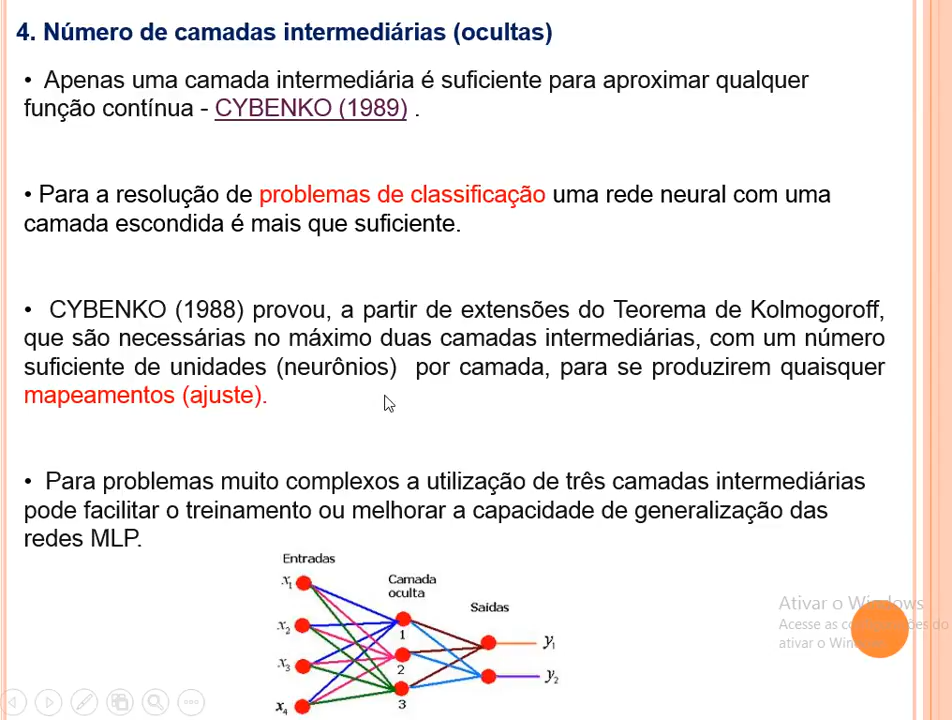 4. Número de camadas intermediárias (ocultas)
• Apenas uma camada intermediária é suficiente para aproximar qualquer
função contínua - CYBENKO (1989) .
• Para a resolução de problemas de classificação uma rede neural com uma
camada escondida é mais que suficiente.
• CYBENKO (1988) provou, a partir de extensões do Teorema de Kolmogoroff,
que são necessárias no máximo duas camadas intermediárias, com um número
suficiente de unidades (neurônios) por camada, para se produzirem quaisquer
mapeamentos (ajuste).
• Para problemas muito complexos a utilização de três camadas intermediárias
pode facilitar o treinamento ou melhorar a capacidade de generalização das
redes MLP.
Entradas
Camada
oculta
Saidas
x1
x2
x3
x4
1
2
3
y1
y2
Ativar o Windows
Acesse as configurações do
ativar o Windows